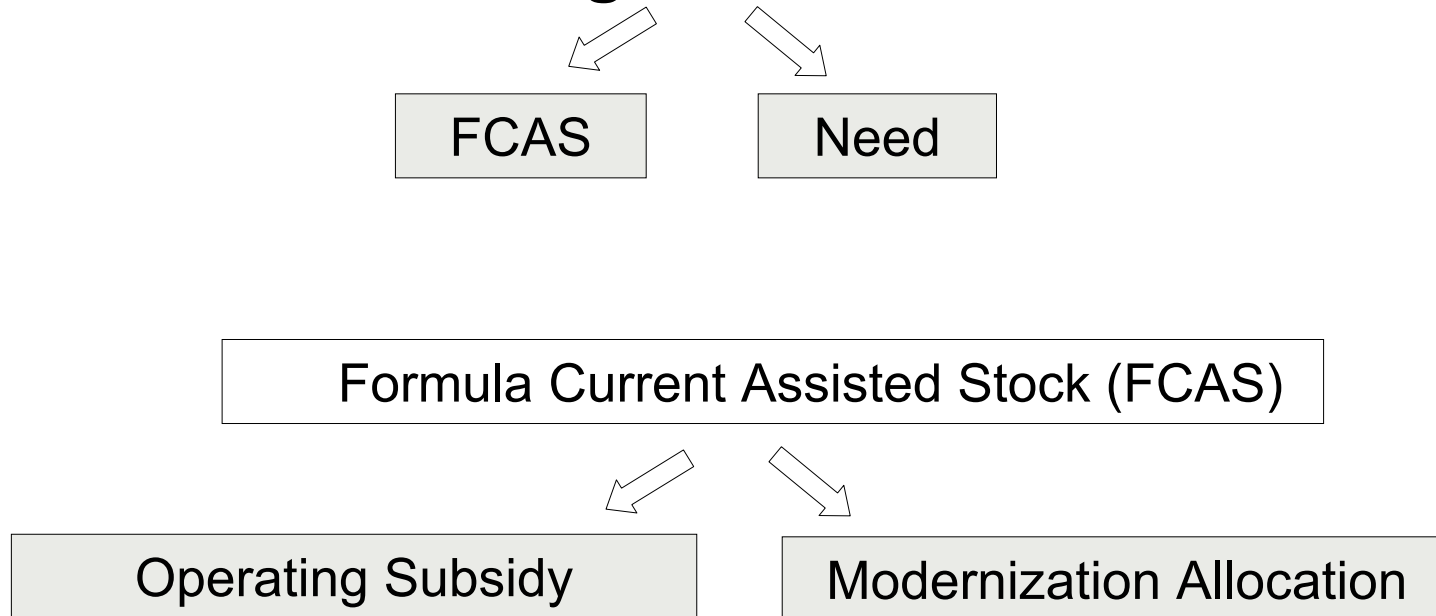 FCAS
Need
Formula Current Assisted Stock (FCAS)
Operating Subsidy
Modernization Allocation